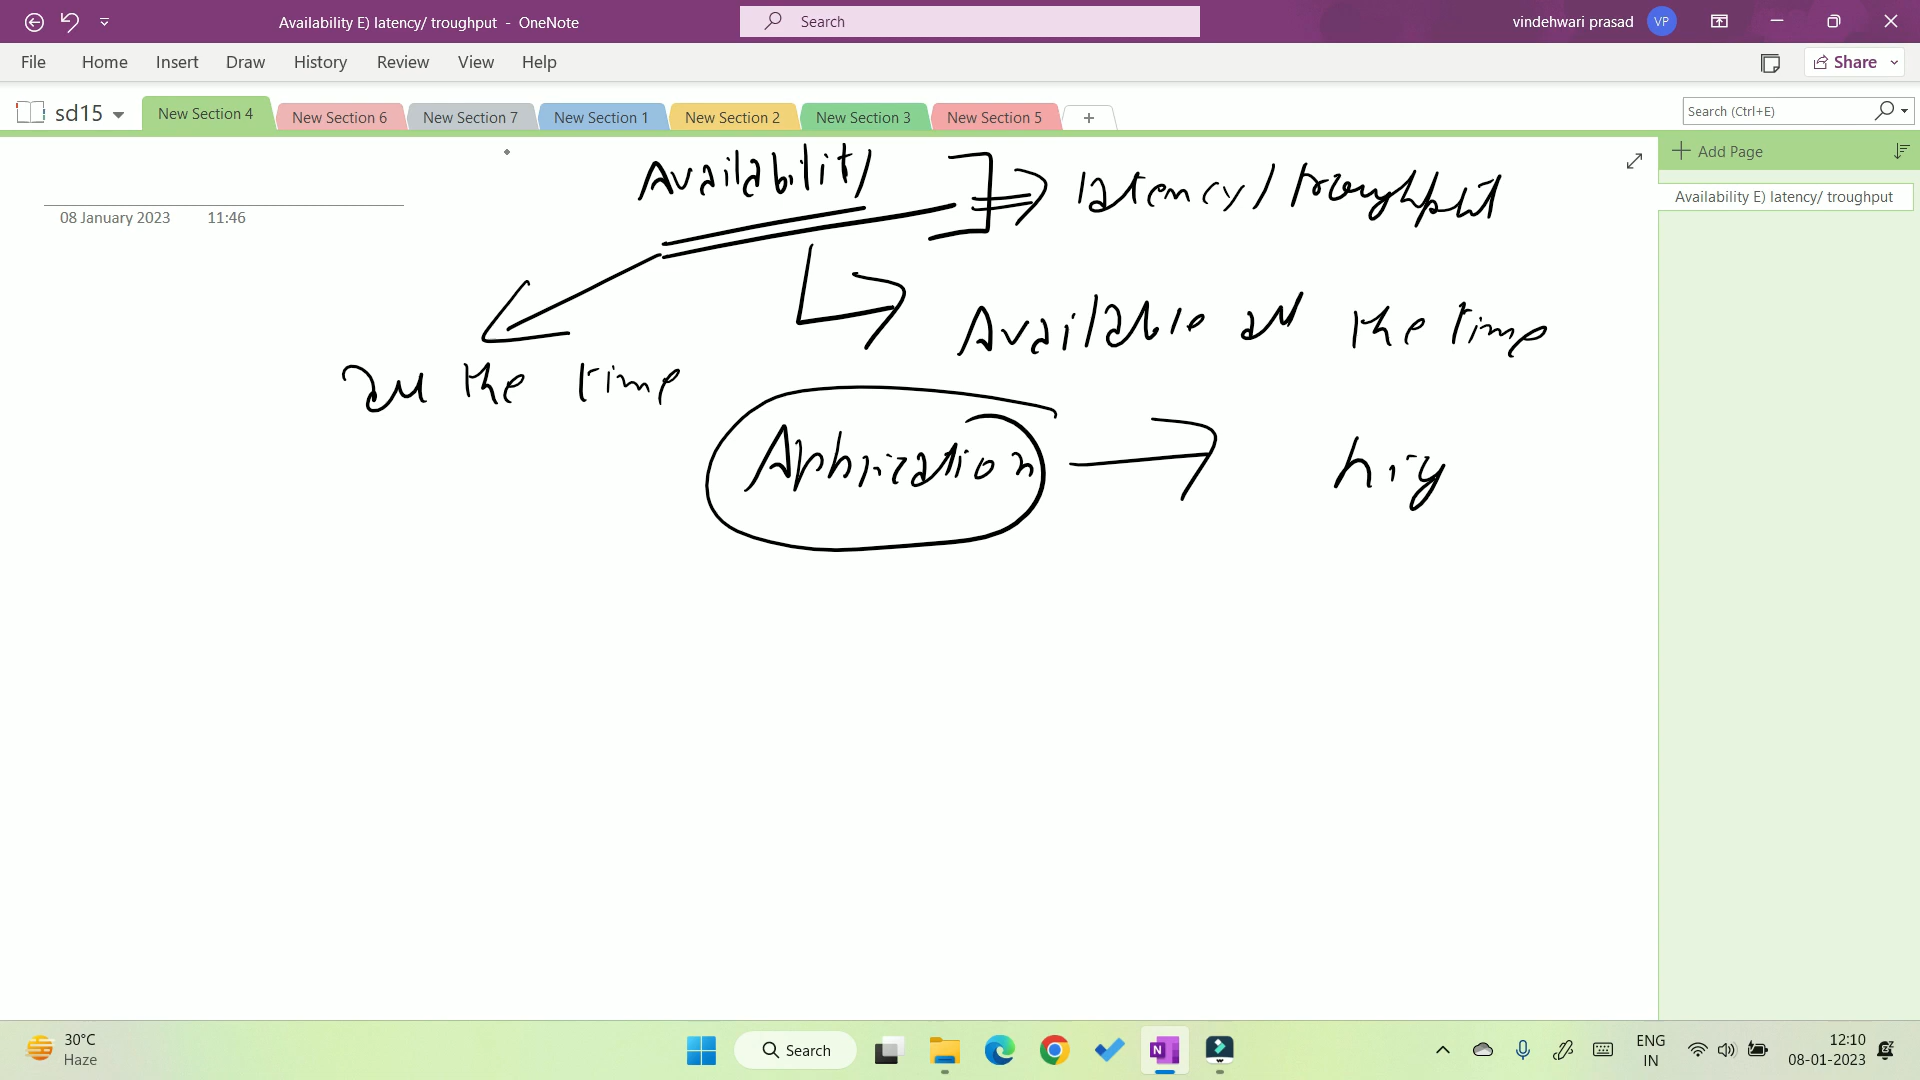 Availability E) latency/ troughput - OneNote
Search
vindehwari prasad
VP
File Home Insert Draw History Review View Help
Share
sd15
New Section 4 New Section 6 New Section 7 New Section 1 New Section 2 New Section 3 New Section 5 +
Search (Ctrl+E)
Add Page
Availability E) latency/ troughput
08 January 2023 11:46
Availability latency/troughput
Available all the time
all the time
Application hig
30°C
Haze
Search
ENG
IN
12:10
08-01-2023